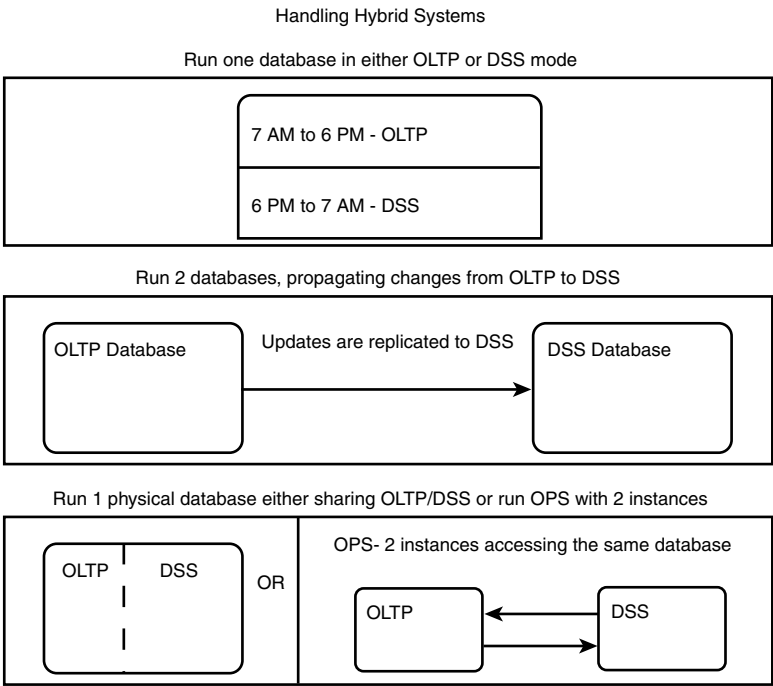 Handling Hybrid Systems
Run one database in either OLTP or DSS mode
7 AM to 6 PM - OLTP
6 PM to 7 AM - DSS
Run 2 databases, propagating changes from OLTP to DSS
OLTP Database
Updates are replicated to DSS
DSS Database
Run 1 physical database either sharing OLTP/DSS or run OPS with 2 instances
OLTP
DSS
OR
OPS- 2 instances accessing the same database
OLTP
DSS